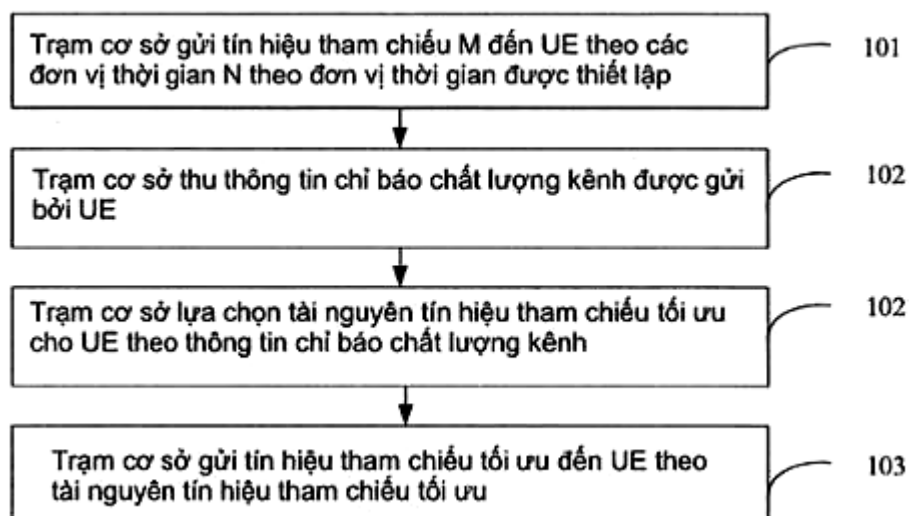 Trạm cơ sở gửi tín hiệu tham chiếu M đến UE theo các
đơn vị thời gian N theo đơn vị thời gian được thiết lập
101
Trạm cơ sở thu thông tin chỉ báo chất lượng kênh được gửi
bởi UE
102
Trạm cơ sở lựa chọn tài nguyên tín hiệu tham chiếu tối ưu
cho UE theo thông tin chỉ báo chất lượng kênh
102
Trạm cơ sở gửi tín hiệu tham chiếu tối ưu đến UE theo
tài nguyên tín hiệu tham chiếu tối ưu
103